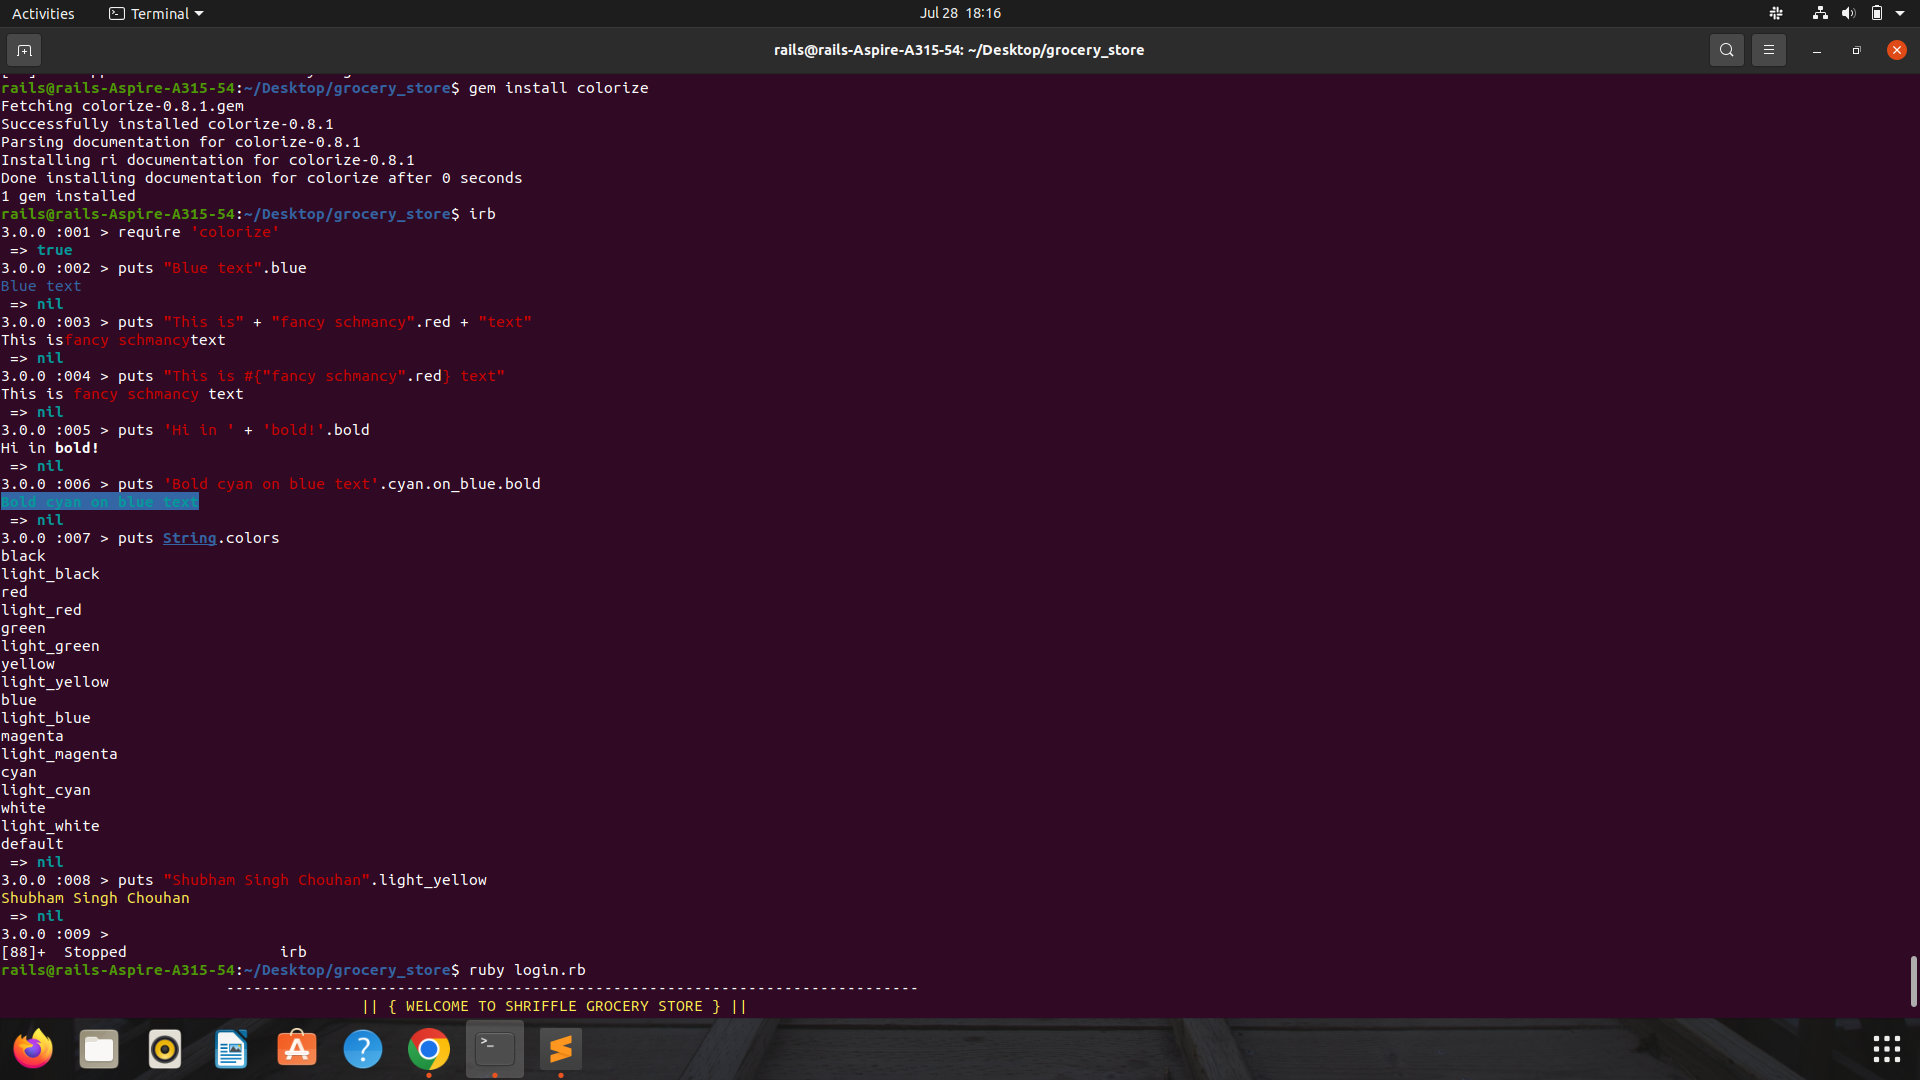 Activities
Terminal
Jul 28 18:16
rails@rails-Aspire-A315-54: ~/Desktop/grocery_store
rails@rails-Aspire-A315-54:~/Desktop/grocery_store$ gem install colorize
Fetching colorize-0.8.1.gem
Successfully installed colorize-0.8.1
Parsing documentation for colorize-0.8.1
Installing ri documentation for colorize-0.8.1
Done installing documentation for colorize after 0 seconds
1 gem installed
rails@rails-Aspire-A315-54:~/Desktop/grocery_store$ irb
3.0.0 :001 > require 'colorize'
 => true
3.0.0 :002 > puts "Blue text".blue
Blue text
 => nil
3.0.0 :003 > puts "This is" + "fancy schmancy".red + "text"
This isfancy schmancytext
 => nil
3.0.0 :004 > puts "This is #{"fancy schmancy".red} text"
This is fancy schmancy text
 => nil
3.0.0 :005 > puts 'Hi in ' + 'bold!'.bold
Hi in bold!
 => nil
3.0.0 :006 > puts 'Bold cyan on blue text'.cyan.on_blue.bold
Bold cyan on blue text
 => nil
3.0.0 :007 > puts String.colors
black
light_black
red
light_red
green
light_green
yellow
light_yellow
blue
light_blue
magenta
light_magenta
cyan
light_cyan
white
light_white
default
 => nil
3.0.0 :008 > puts "Shubham Singh Chouhan".light_yellow
Shubham Singh Chouhan
 => nil
3.0.0 :009 >
[88]+  Stopped                 irb
rails@rails-Aspire-A315-54:~/Desktop/grocery_store$ ruby login.rb
-----------------------------------------------------------------------------
|| { WELCOME TO SHRIFFLE GROCERY STORE } ||